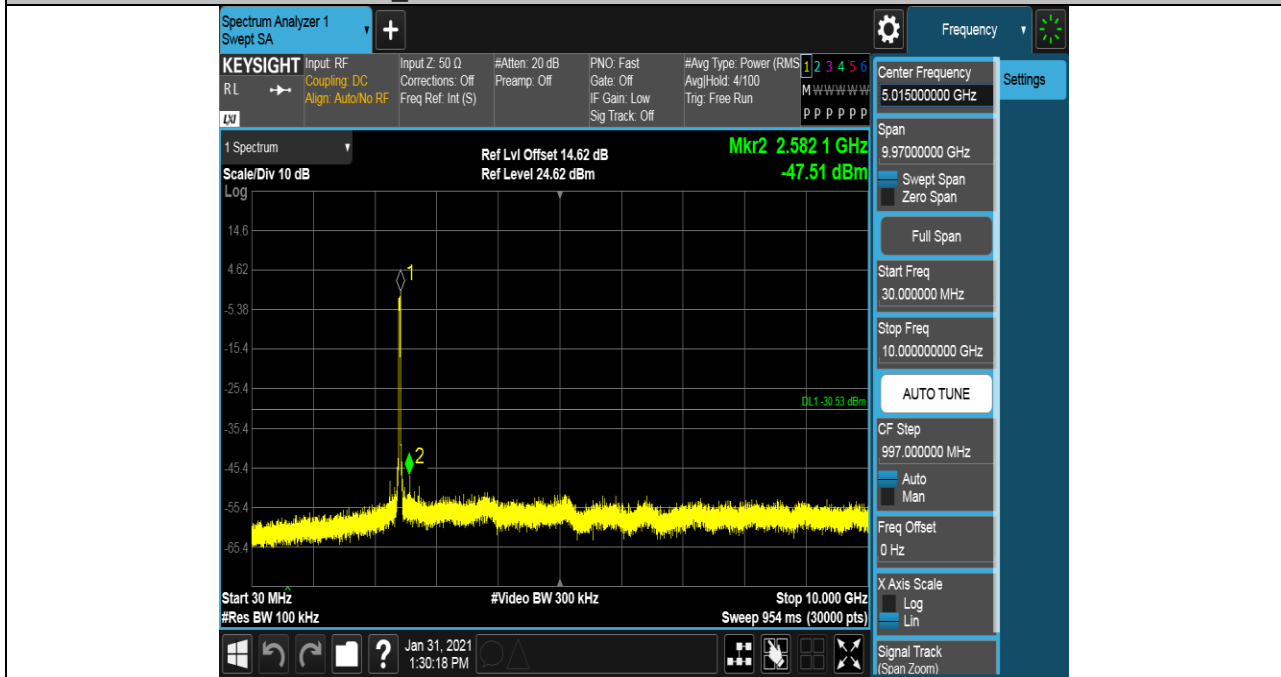 Spectrum Analyzer 1
Swept SA
+
Frequency
KEYSIGHT
RL
LXI
Input: RF
Coupling: DC
Align: Auto/No RF
Input Z: 50 Ω
Corrections: Off
Freq Ref: Int (S)
#Atten: 20 dB
Preamp: Off
PNO: Fast
Gate: Off
IF Gain: Low
Sig Track: Off
#Avg Type: Power (RMS
Avg|Hold: 4/100
Trig: Free Run
1 2 3 4 5 6
M W W W W W
P P P P P P
1 Spectrum
Scale/Div 10 dB
Ref Lvl Offset 14.62 dB
Ref Level 24.62 dBm
Mkr2 2.582 1 GHz
-47.51 dBm
Log
14.6
4.62
-5.38
-15.4
-25.4
-35.4
-45.4
-55.4
-65.4
1
2
DL1 -30.53 dBm
Start 30 MHz
#Res BW 100 kHz
#Video BW 300 kHz
Stop 10.000 GHz
Sweep 954 ms (30000 pts)
?
Jan 31, 2021
1:30:18 PM
Center Frequency
5.015000000 GHz
Span
9.97000000 GHz
Swept Span
Zero Span
Full Span
Start Freq
30.000000 MHz
Stop Freq
10.000000000 GHz
AUTO TUNE
CF Step
997.000000 MHz
Auto
Man
Freq Offset
0 Hz
X Axis Scale
Log
Lin
Signal Track
(Span Zoom)
Settings